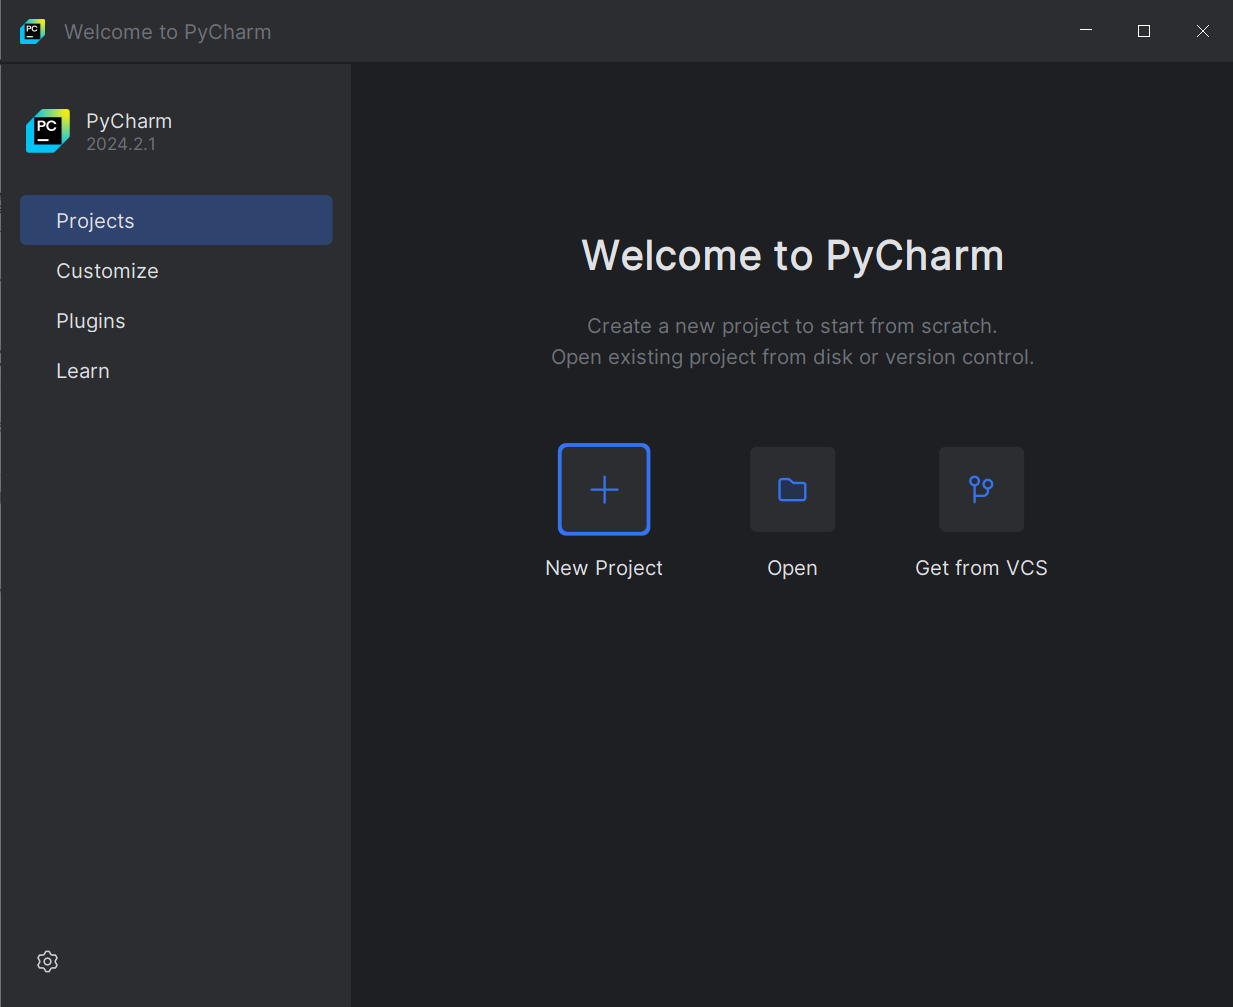 PC
Welcome to PyCharm
PC
PyCharm
2024.2.1
Projects
Customize
Plugins
Learn
Welcome to PyCharm
Create a new project to start from scratch.
Open existing project from disk or version control.
New Project
Open
Get from VCS